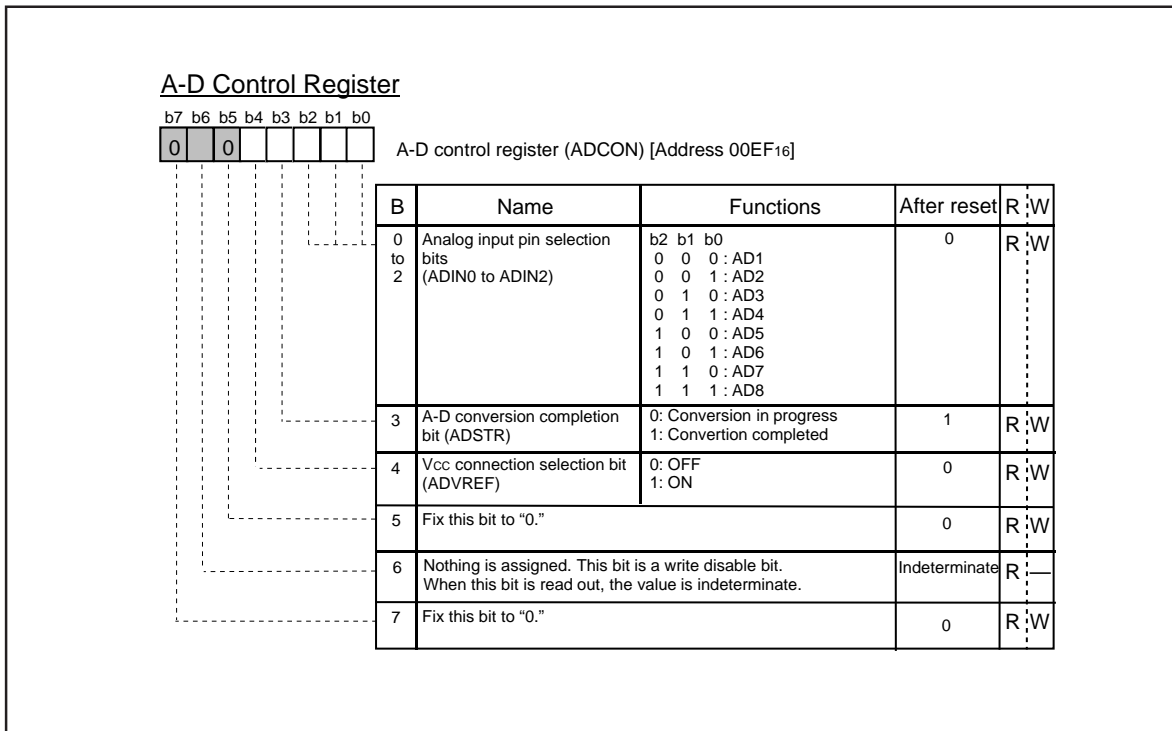 A-D Control Register
b7 b6 b5 b4 b3 b2 b1 b0
0 0
A-D control register (ADCON) [Address 00EF16]
B Name Functions After reset R W
0 to 2 Analog input pin selection bits (ADIN0 to ADIN2)
b2 b1 b0
0 0 0 : AD1
0 0 1 : AD2
0 1 0 : AD3
0 1 1 : AD4
1 0 0 : AD5
1 0 1 : AD6
1 1 0 : AD7
1 1 1 : AD8
0 R W
3 A-D conversion completion bit (ADSTR)
0: Conversion in progress
1: Convertion completed
1 R W
4 VCC connection selection bit (ADVREF)
0: OFF
1: ON
0 R W
5 Fix this bit to “0.” 0 R W
6 Nothing is assigned. This bit is a write disable bit.
When this bit is read out, the value is indeterminate.
Indeterminate R —
7 Fix this bit to “0.” 0 R W